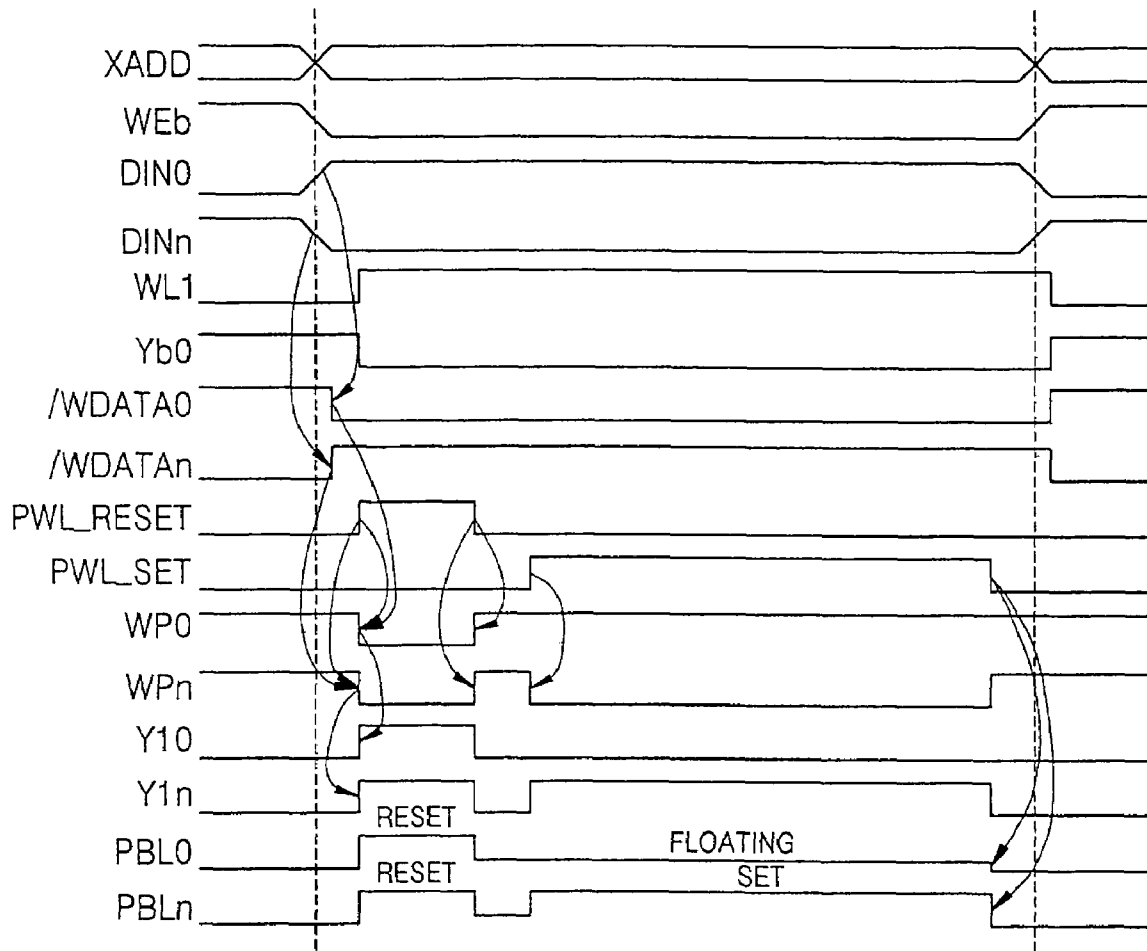 XADD
WEb
DIN0
DINn
WL1
Yb0
/WDATA0
/WDATAn
PWL_RESET
PWL_SET
WP0
WPn
Y10
Y1n
RESET
PBL0
FLOATING
RESET
SET
PBLn